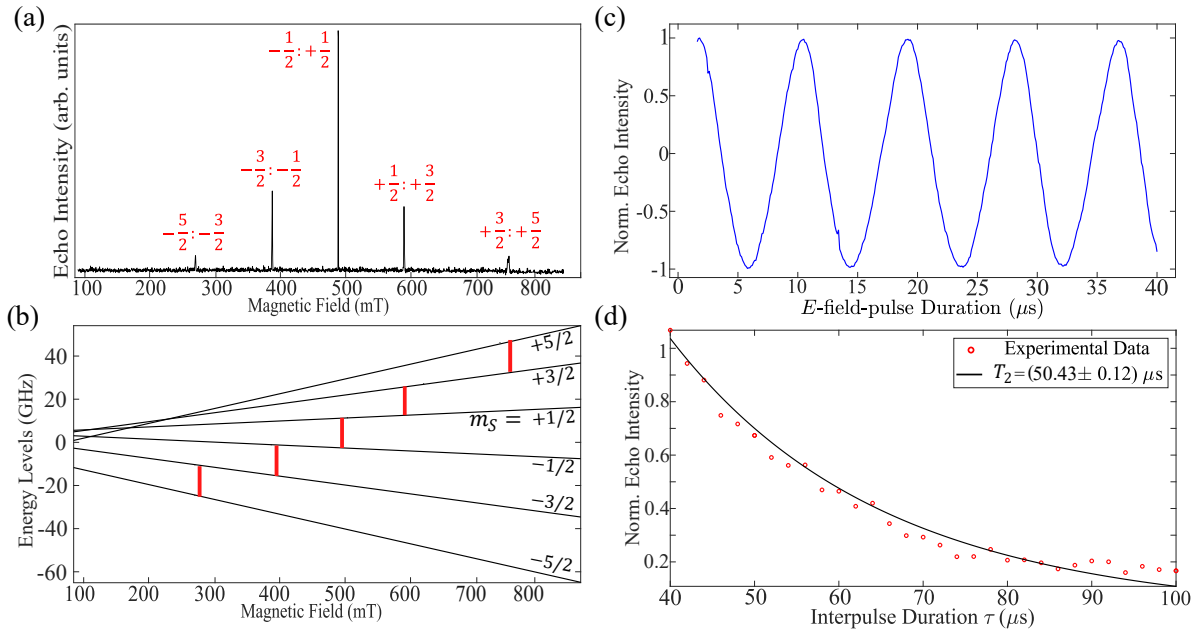 (a)
Echo Intensity (arb. units)
−5/2:−3/2
−3/2:−1/2
−1/2:+1/2
+1/2:+3/2
+3/2:+5/2
100 200 300 400 500 600 700 800
Magnetic Field (mT)
(b)
Energy Levels (GHz)
40
20
0
-20
-40
-60
+5/2
+3/2
m_S = +1/2
−1/2
−3/2
−5/2
100 200 300 400 500 600 700 800
Magnetic Field (mT)
(c)
Norm. Echo Intensity
1
0.5
0
-0.5
-1
0 5 10 15 20 25 30 35 40
E-field-pulse Duration (μs)
(d)
Norm. Echo Intensity
1
0.8
0.6
0.4
0.2
Experimental Data
T₂=(50.43± 0.12) μs
40 50 60 70 80 90 100
Interpulse Duration τ (μs)